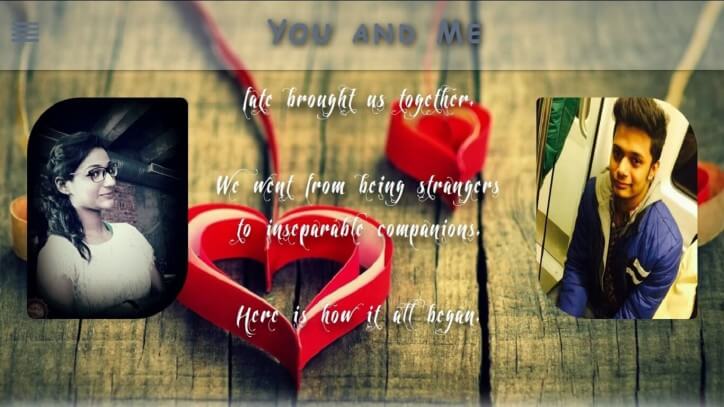 You and Me
fate brought us together.
We went from being strangers
to inseparable companions.
Here is how it all began.